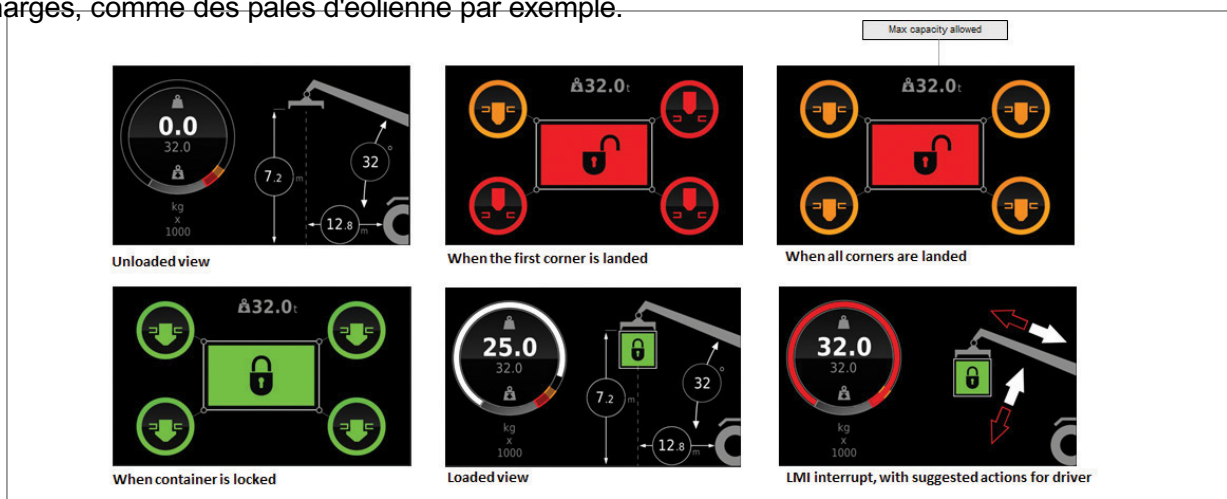 harges, comme des pales d'éolienne par exemple.
Max capacity allowed
0.0
32.0
kg
x
1000
7.2 m
32°
12.8 m
Unloaded view
32.0t
When the first corner is landed
32.0t
When all corners are landed
32.0t
When container is locked
25.0
32.0
kg
x
1000
7.2 m
32°
12.8 m
Loaded view
32.0
32.0
kg
x
1000
LMI interrupt, with suggested actions for driver